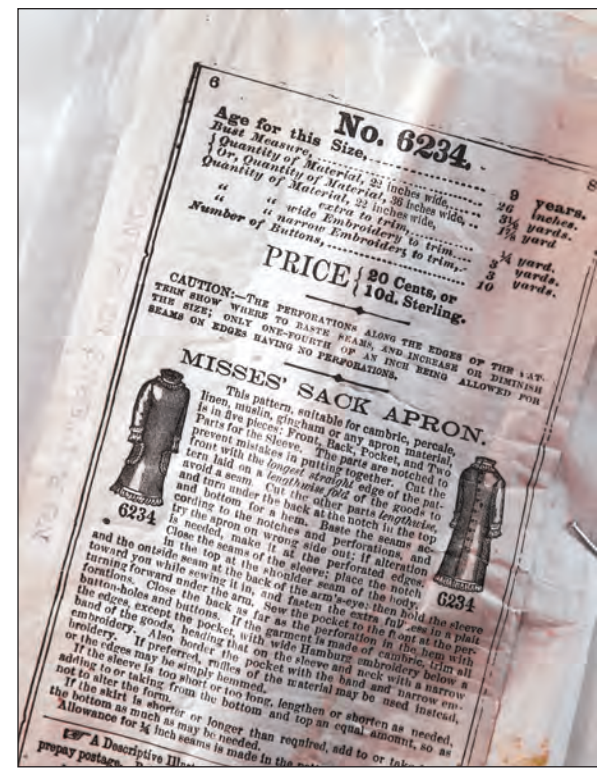 6
No. 6234.
Age for this Size, 9 years.
Bust Measure, 26 inches.
{ Quantity of Material, 22 inches wide, yards.
{ Or, Quantity of Material, 36 inches wide, 1⅞ yard
Quantity of Material, 22 inches wide,
“ “ extra to trim, ¼ yard.
“ “ wide Embroidery to trim 3 yards.
“ “ narrow Embroidery to trim, 3 yards.
Number of Buttons, 10
PRICE { 20 Cents, or
10d. Sterling.
CAUTION:—THE PERFORATIONS ALONG THE EDGES OF THE PAT-
TERN SHOW WHERE TO BASTE SEAMS, AND INCREASE OR DIMINISH
THE SIZE; ONLY ONE-FOURTH OF AN INCH BEING ALLOWED FOR
SEAMS ON EDGES HAVING NO PERFORATIONS.
MISSES' SACK APRON.
This pattern, suitable for cambric, percale,
linen, muslin, gingham or any apron material,
is in five pieces: Front, Back, Pocket, and Two
Parts for the Sleeve. The parts are notched to
prevent mistakes in putting together. Cut the
front with the longest straight edge of the pat-
tern laid on a lengthwise fold of the goods to
avoid a seam. Cut the other parts lengthwise,
and turn under the back at the notch in the top
and bottom for a hem. Baste the seams ac-
cording to the notches and perforations, and
try the apron on wrong side out; if alteration
is needed, make it at the perforated edges.
Close the seams of the sleeve; place the notch
in the top at the shoulder seam of the body,
and the outside seam at the back of the arm's-eye; then hold the sleeve
toward you while sewing it in, and fasten the extra fullness in a plait
turning forward under the arm. Sew the pocket to the front at the per-
forations. Close the back as far as the perforation in the hem with
button-holes and buttons. If the garment is made of cambric, trim all
the edges, except the pocket, with wide Hamburg embroidery below a
band of the goods, heading that on the sleeve and neck with a narrow
embroidery. Also border the pocket with the band and narrow em-
broidery. If preferred, ruffles of the material may be used instead,
or the edges may be simply hemmed.
If the sleeve is too short or too long, lengthen or shorten as needed,
adding to or taking from the bottom and top an equal amount, so as
not to alter the form.
If the skirt is shorter or longer than required, add to or take
the bottom as much as may be needed.
Allowance for ¼ inch seams is made in the
6234
6234
☞ A Descriptive
prepay postage.